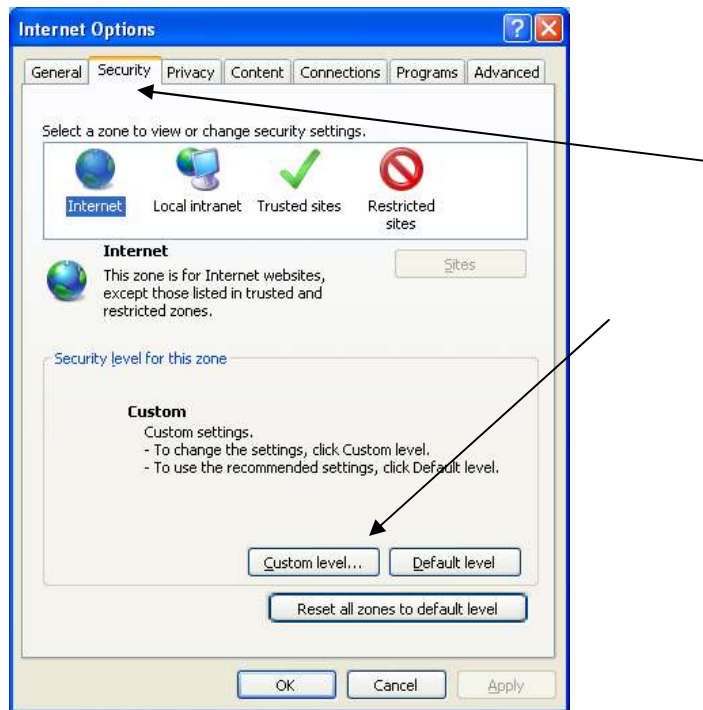 Internet Options
General Security Privacy Content Connections Programs Advanced
Select a zone to view or change security settings.
Internet Local intranet Trusted sites Restricted
sites
Internet
This zone is for Internet websites,
except those listed in trusted and
restricted zones.
Sites
Security level for this zone
Custom
Custom settings.
- To change the settings, click Custom level.
- To use the recommended settings, click Default level.
Custom level... Default level
Reset all zones to default level
OK Cancel Apply